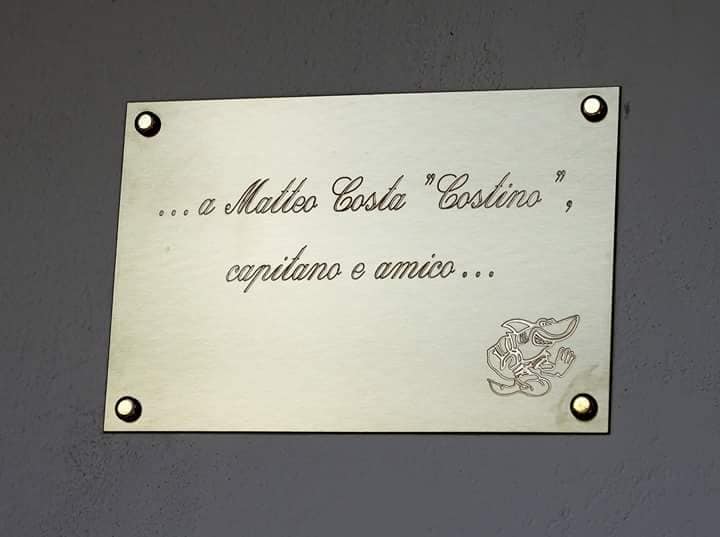 ...a Matteo Costa "Costino",
capitano e amico...